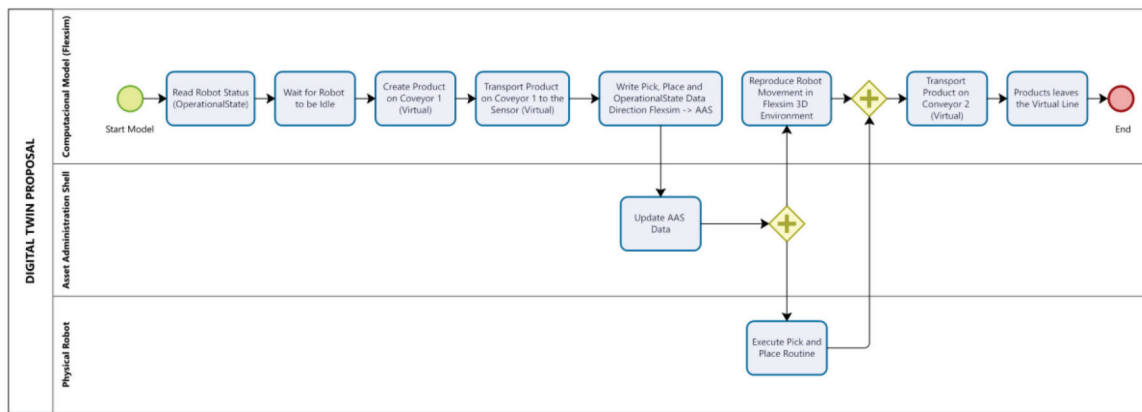 DIGITAL TWIN PROPOSAL
Computacional Model (Flexsim)
Start Model
Read Robot Status
(OperationalState)
Wait for Robot
to be Idle
Create Product
on Coveyor 1
(Virtual)
Transport Product
on Coveyor 1 to the
Sensor (Virtual)
Write Pick, Place and
OperationalState Data
Direction Flexsim -> AAS
Reproduce Robot
Movement in
Flexsim 3D
Environment
Transport
Product on
Conveyor 2
(Virtual)
Products leaves
the Virtual Line
End
Asset Administration Shell
Update AAS
Data
Physical Robot
Execute Pick and
Place Routine